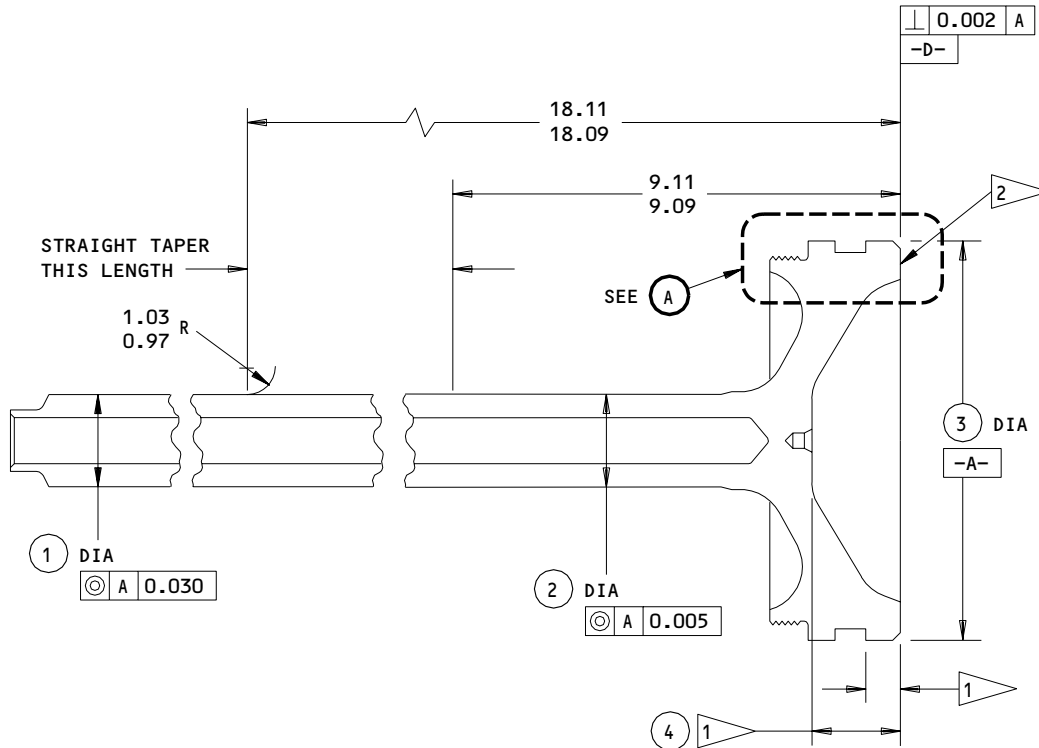 ⊥ 0.002 A
-D-
18.11
18.09
9.11
9.09
2
STRAIGHT TAPER
THIS LENGTH
SEE A
1.03
0.97 R
3 DIA
-A-
1 DIA
◎ A 0.030
2 DIA
◎ A 0.005
1
4 1